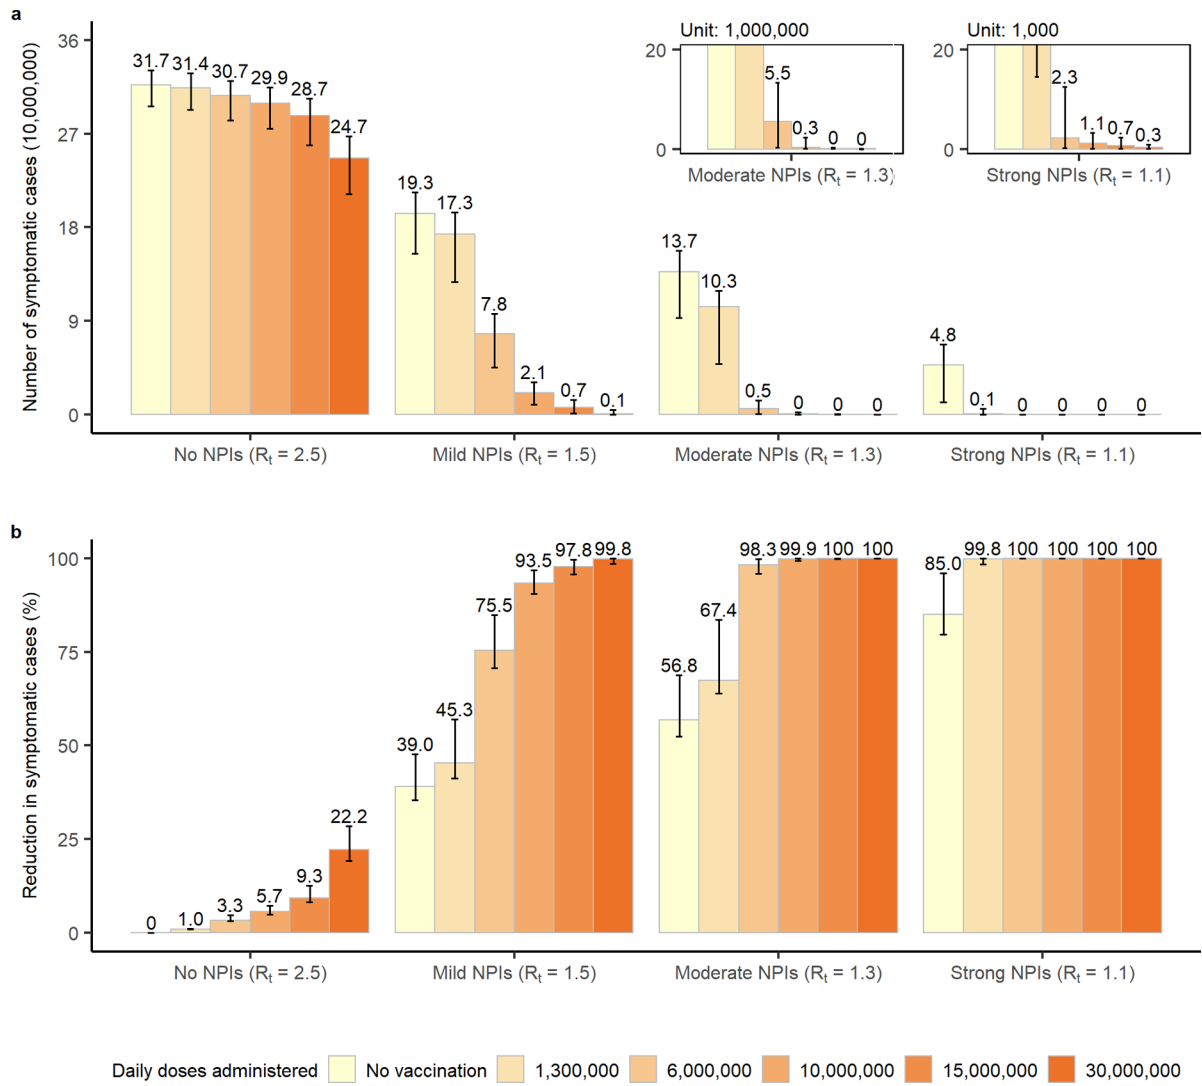 a
Number of symptomatic cases (10,000,000)
36
27
18
9
0
31.7 31.4 30.7 29.9 28.7 24.7
19.3 17.3 7.8 2.1 0.7 0.1
13.7 10.3 0.5 0 0 0
4.8 0.1 0 0 0 0
No NPIs (Rt = 2.5) Mild NPIs (Rt = 1.5) Moderate NPIs (Rt = 1.3) Strong NPIs (Rt = 1.1)
Unit: 1,000,000
20
0
5.5 0.3 0 0
Moderate NPIs (Rt = 1.3)
Unit: 1,000
20
0
2.3 1.1 0.7 0.3
Strong NPIs (Rt = 1.1)
b
Reduction in symptomatic cases (%)
100
75
50
25
0
0 1.0 3.3 5.7 9.3 22.2
39.0 45.3 75.5 93.5 97.8 99.8
56.8 67.4 98.3 99.9 100 100
85.0 99.8 100 100 100 100
No NPIs (Rt = 2.5) Mild NPIs (Rt = 1.5) Moderate NPIs (Rt = 1.3) Strong NPIs (Rt = 1.1)
Daily doses administered No vaccination 1,300,000 6,000,000 10,000,000 15,000,000 30,000,000